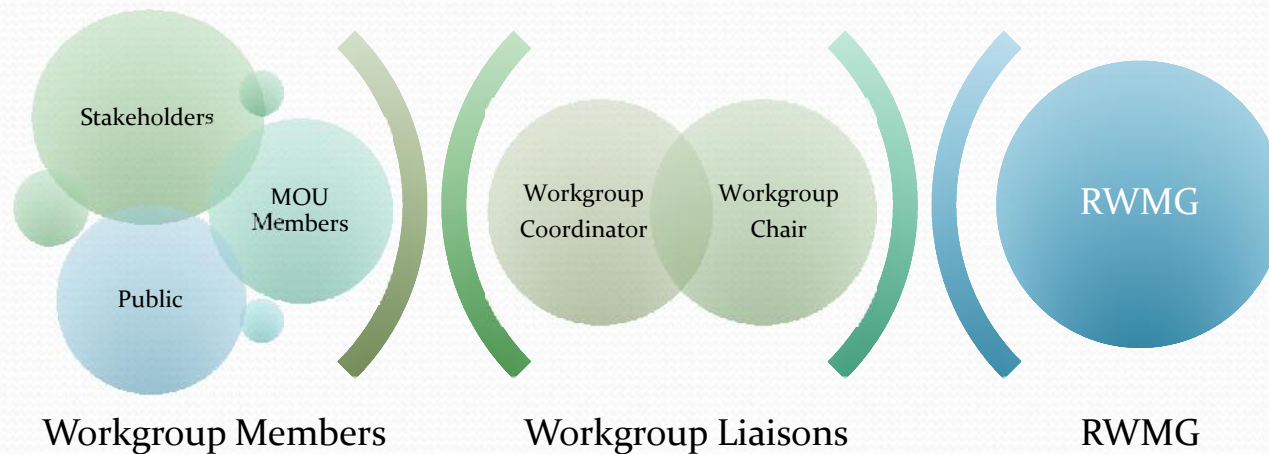 Stakeholders
MOU
Members
Public
Workgroup
Coordinator
Workgroup
Chair
RWMG
Workgroup Members
Workgroup Liaisons
RWMG